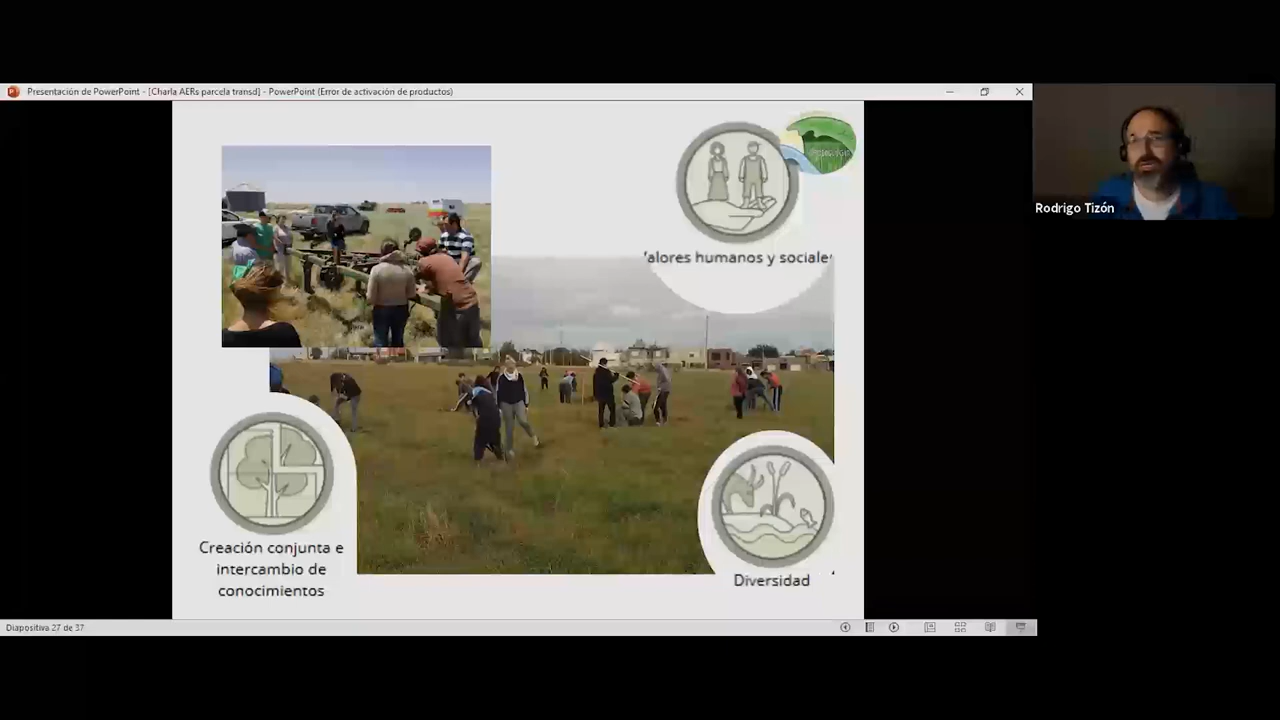 Presentación de PowerPoint - [Charla AERs parcela transd] - PowerPoint (Error de activación de productos)
Rodrigo Tizón
alores humanos y sociale
Creación conjunta e
intercambio de
conocimientos
Diversidad
Diapositiva 27 de 37